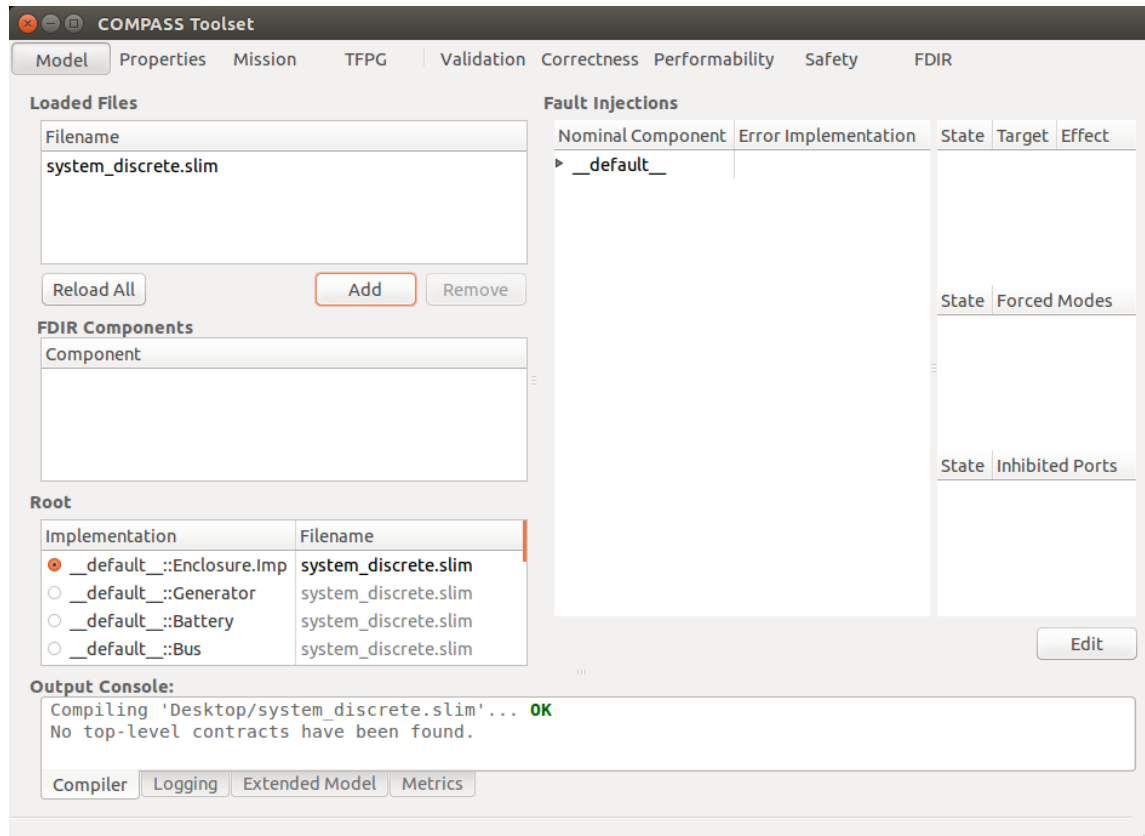 COMPASS Toolset
Model Properties Mission TFPG Validation Correctness Performability Safety FDIR
Loaded Files
Filename
system_discrete.slim
Reload All Add Remove
FDIR Components
Component
Root
Implementation Filename
__default__::Enclosure.Imp system_discrete.slim
__default__::Generator system_discrete.slim
__default__::Battery system_discrete.slim
__default__::Bus system_discrete.slim
Fault Injections
Nominal Component Error Implementation
__default__
State Target Effect
State Forced Modes
State Inhibited Ports
Edit
Output Console:
Compiling 'Desktop/system_discrete.slim'... OK
No top-level contracts have been found.
Compiler Logging Extended Model Metrics